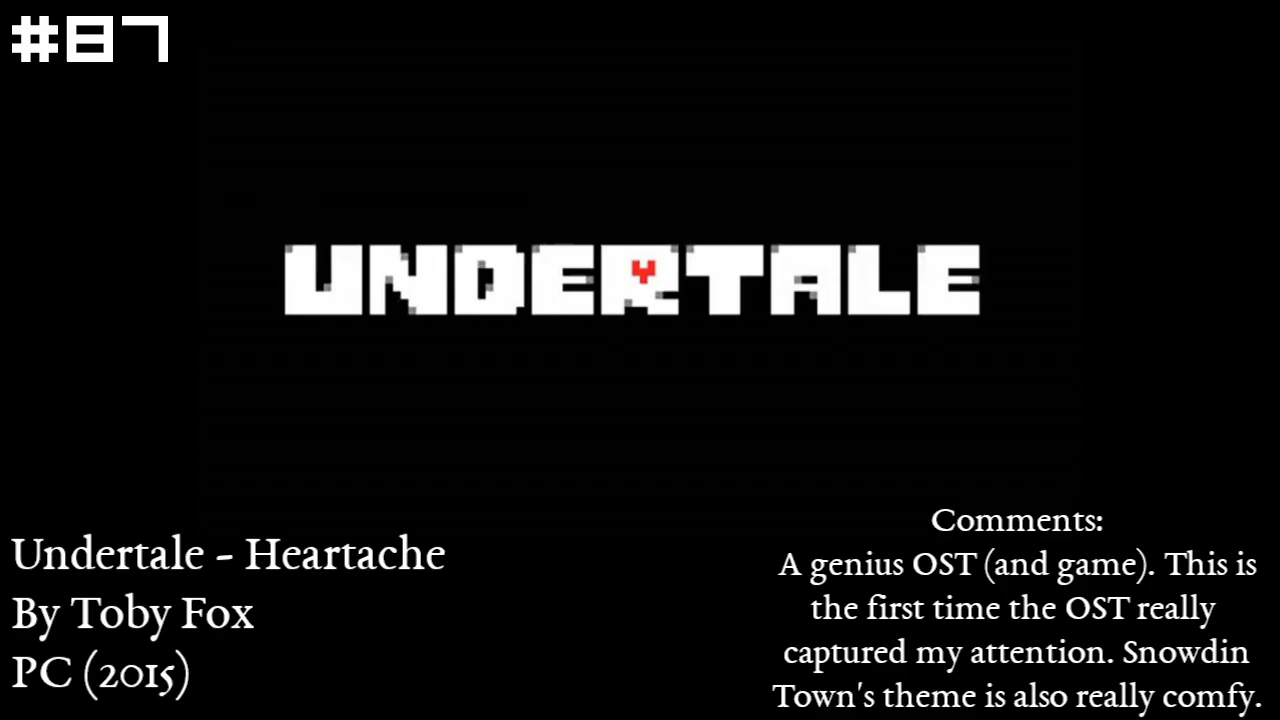 #87
UNDERTALE
Undertale - Heartache
By Toby Fox
PC (2015)
Comments:
A genius OST (and game). This is
the first time the OST really
captured my attention. Snowdin
Town's theme is also really comfy.